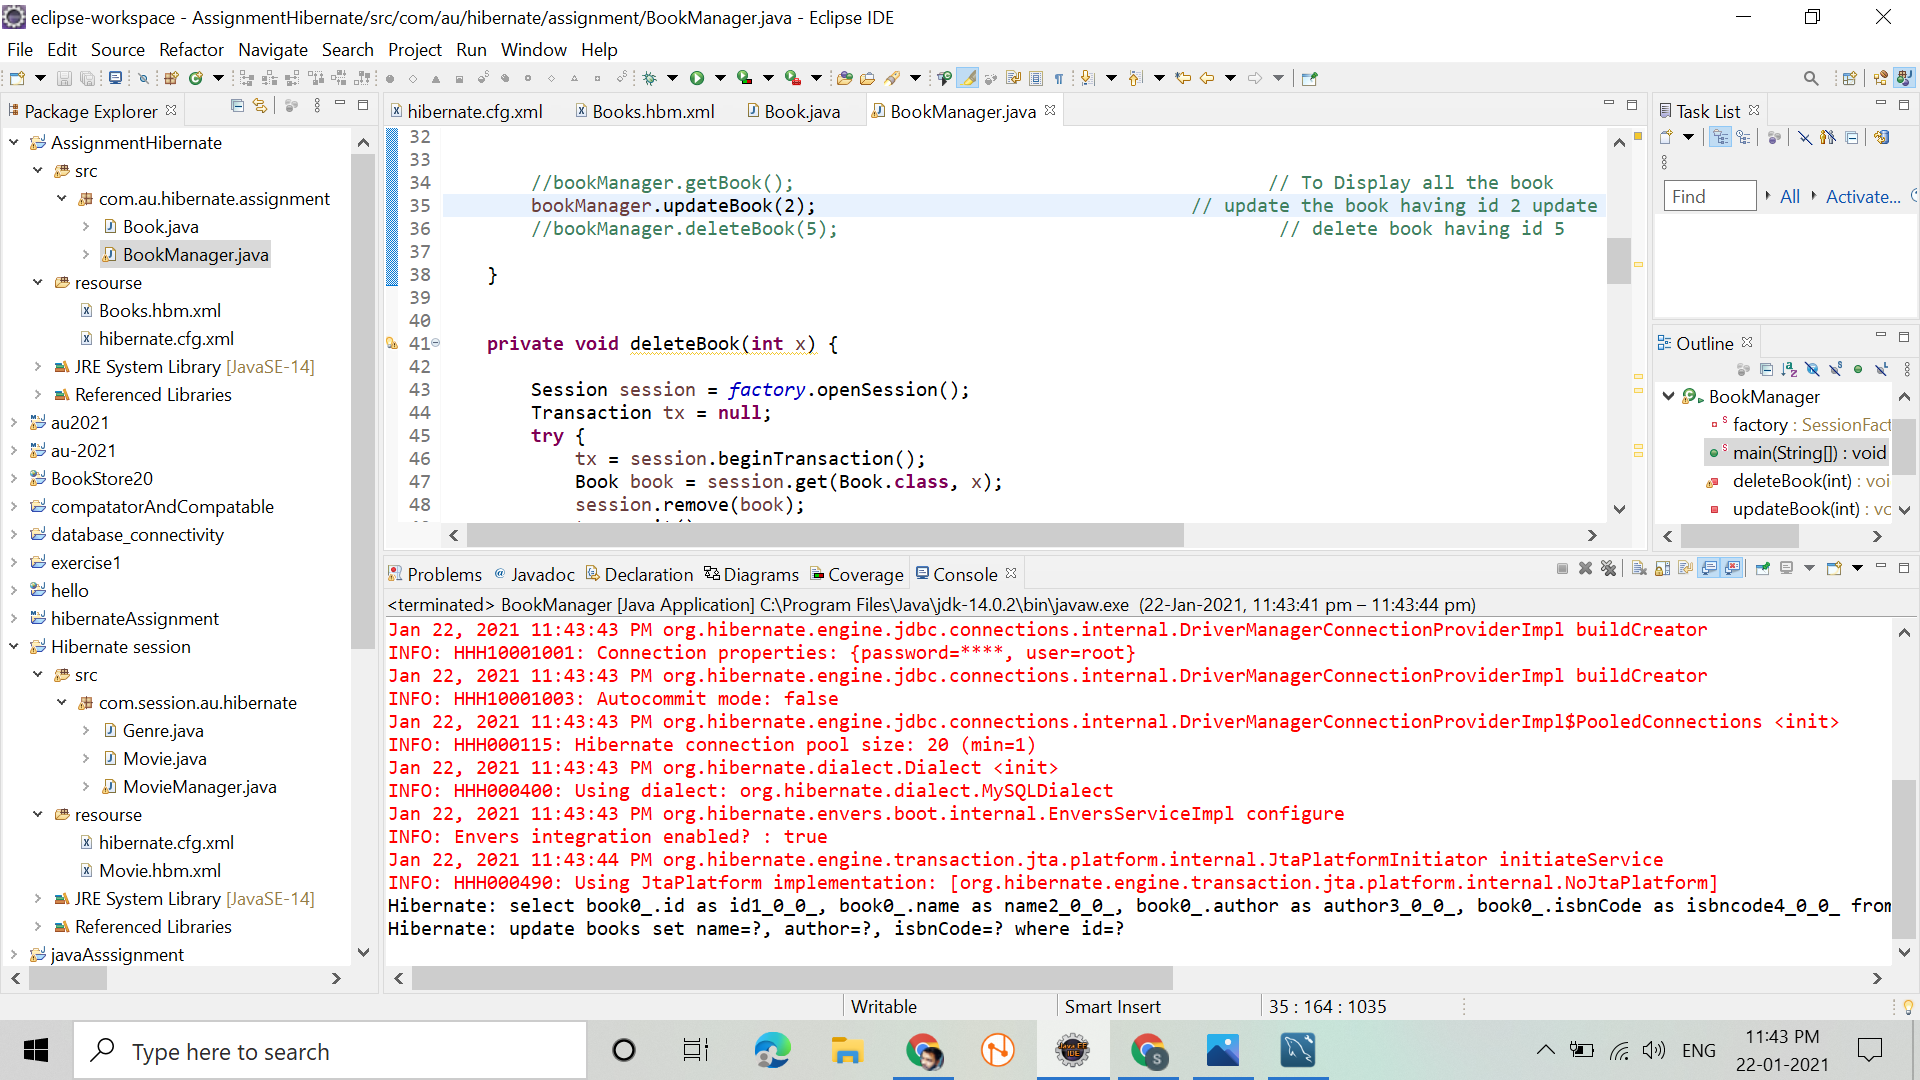 eclipse-workspace - AssignmentHibernate/src/com/au/hibernate/assignment/BookManager.java - Eclipse IDE
File Edit Source Refactor Navigate Search Project Run Window Help
Package Explorer
AssignmentHibernate
src
com.au.hibernate.assignment
Book.java
BookManager.java
resourse
Books.hbm.xml
hibernate.cfg.xml
JRE System Library [JavaSE-14]
Referenced Libraries
au2021
au-2021
BookStore20
compatatorAndCompatable
database_connectivity
exercise1
hello
hibernateAssignment
Hibernate session
src
com.session.au.hibernate
Genre.java
Movie.java
MovieManager.java
resourse
hibernate.cfg.xml
Movie.hbm.xml
JRE System Library [JavaSE-14]
Referenced Libraries
javaAsssignment
hibernate.cfg.xml Books.hbm.xml Book.java BookManager.java
32
33
34 //bookManager.getBook(); // To Display all the book
35 bookManager.updateBook(2); // update the book having id 2 update
36 //bookManager.deleteBook(5); // delete book having id 5
37
38 }
39
40
41 private void deleteBook(int x) {
42
43 Session session = factory.openSession();
44 Transaction tx = null;
45 try {
46 tx = session.beginTransaction();
47 Book book = session.get(Book.class, x);
48 session.remove(book);
Task List
Find All Activate...
Outline
BookManager
factory : SessionFact
main(String[]) : void
deleteBook(int) : voi
updateBook(int) : vo
Problems Javadoc Declaration Diagrams Coverage Console
<terminated> BookManager [Java Application] C:\Program Files\Java\jdk-14.0.2\bin\javaw.exe (22-Jan-2021, 11:43:41 pm – 11:43:44 pm)
Jan 22, 2021 11:43:43 PM org.hibernate.engine.jdbc.connections.internal.DriverManagerConnectionProviderImpl buildCreator
INFO: HHH10001001: Connection properties: {password=****, user=root}
Jan 22, 2021 11:43:43 PM org.hibernate.engine.jdbc.connections.internal.DriverManagerConnectionProviderImpl buildCreator
INFO: HHH10001003: Autocommit mode: false
Jan 22, 2021 11:43:43 PM org.hibernate.engine.jdbc.connections.internal.DriverManagerConnectionProviderImpl$PooledConnections <init>
INFO: HHH000115: Hibernate connection pool size: 20 (min=1)
Jan 22, 2021 11:43:43 PM org.hibernate.dialect.Dialect <init>
INFO: HHH000400: Using dialect: org.hibernate.dialect.MySQLDialect
Jan 22, 2021 11:43:43 PM org.hibernate.envers.boot.internal.EnversServiceImpl configure
INFO: Envers integration enabled? : true
Jan 22, 2021 11:43:44 PM org.hibernate.engine.transaction.jta.platform.internal.JtaPlatformInitiator initiateService
INFO: HHH000490: Using JtaPlatform implementation: [org.hibernate.engine.transaction.jta.platform.internal.NoJtaPlatform]
Hibernate: select book0_.id as id1_0_0_, book0_.name as name2_0_0_, book0_.author as author3_0_0_, book0_.isbnCode as isbncode4_0_0_ from
Hibernate: update books set name=?, author=?, isbnCode=? where id=?
Writable Smart Insert 35 : 164 : 1035
Type here to search
ENG
11:43 PM
22-01-2021